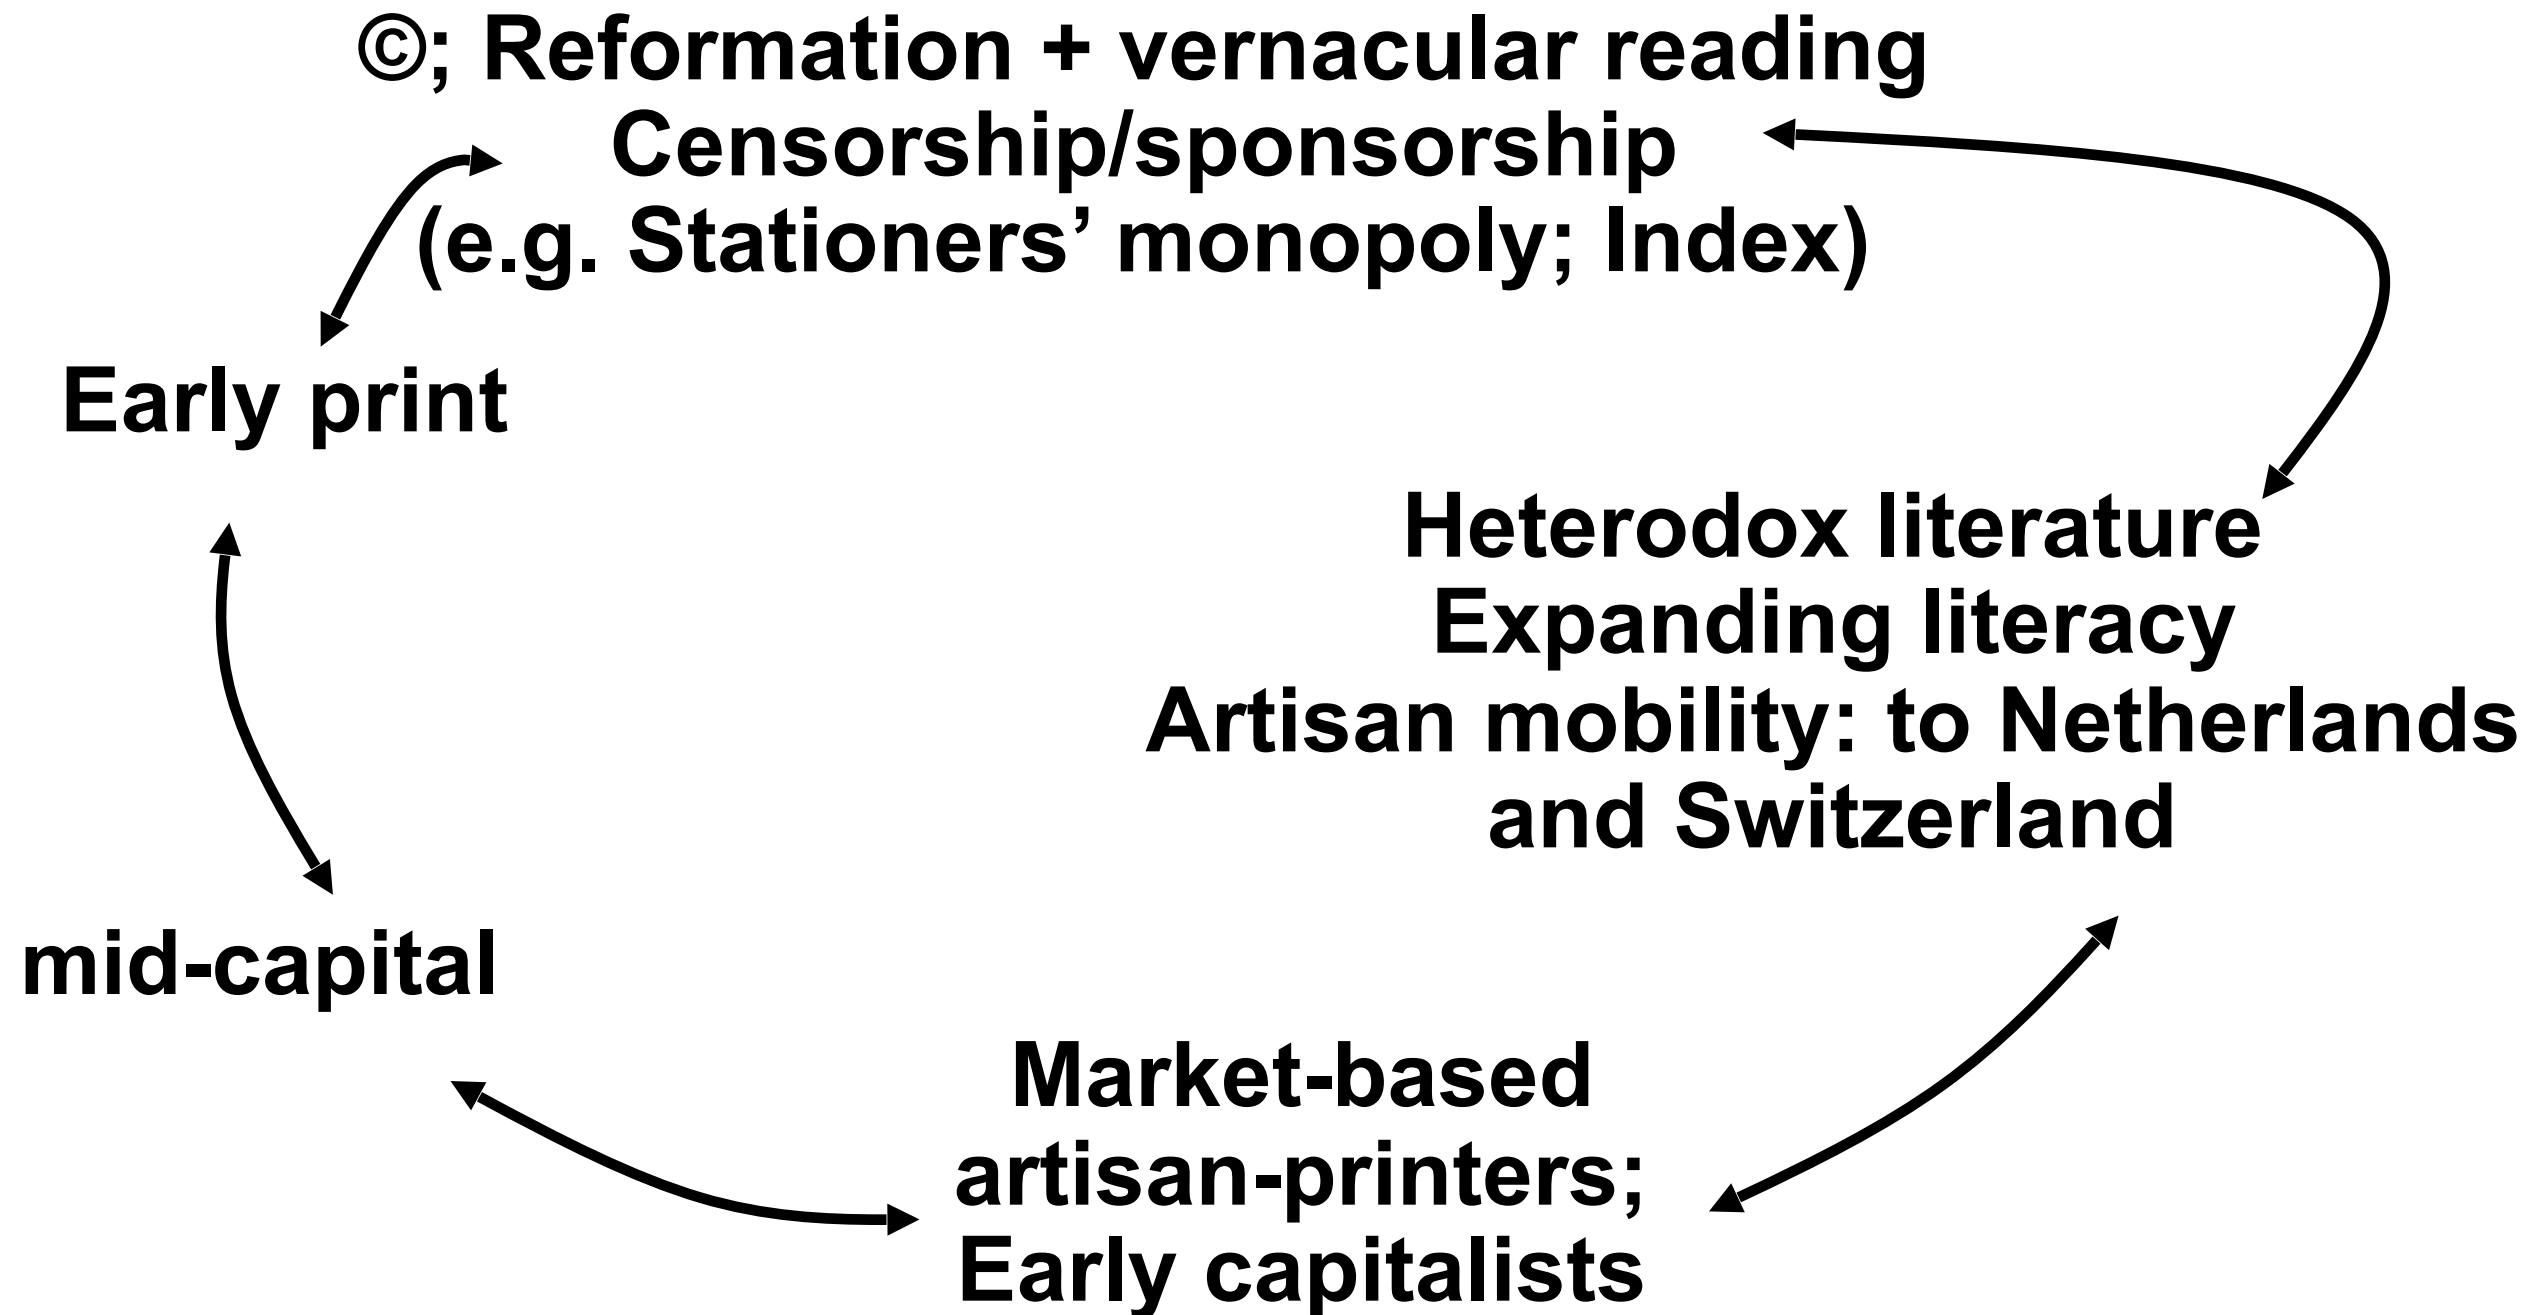 ©; Reformation + vernacular reading
Censorship/sponsorship
(e.g. Stationers’ monopoly; Index)
Early print
Heterodox literature
Expanding literacy
Artisan mobility: to Netherlands
and Switzerland
mid-capital
Market-based
artisan-printers;
Early capitalists